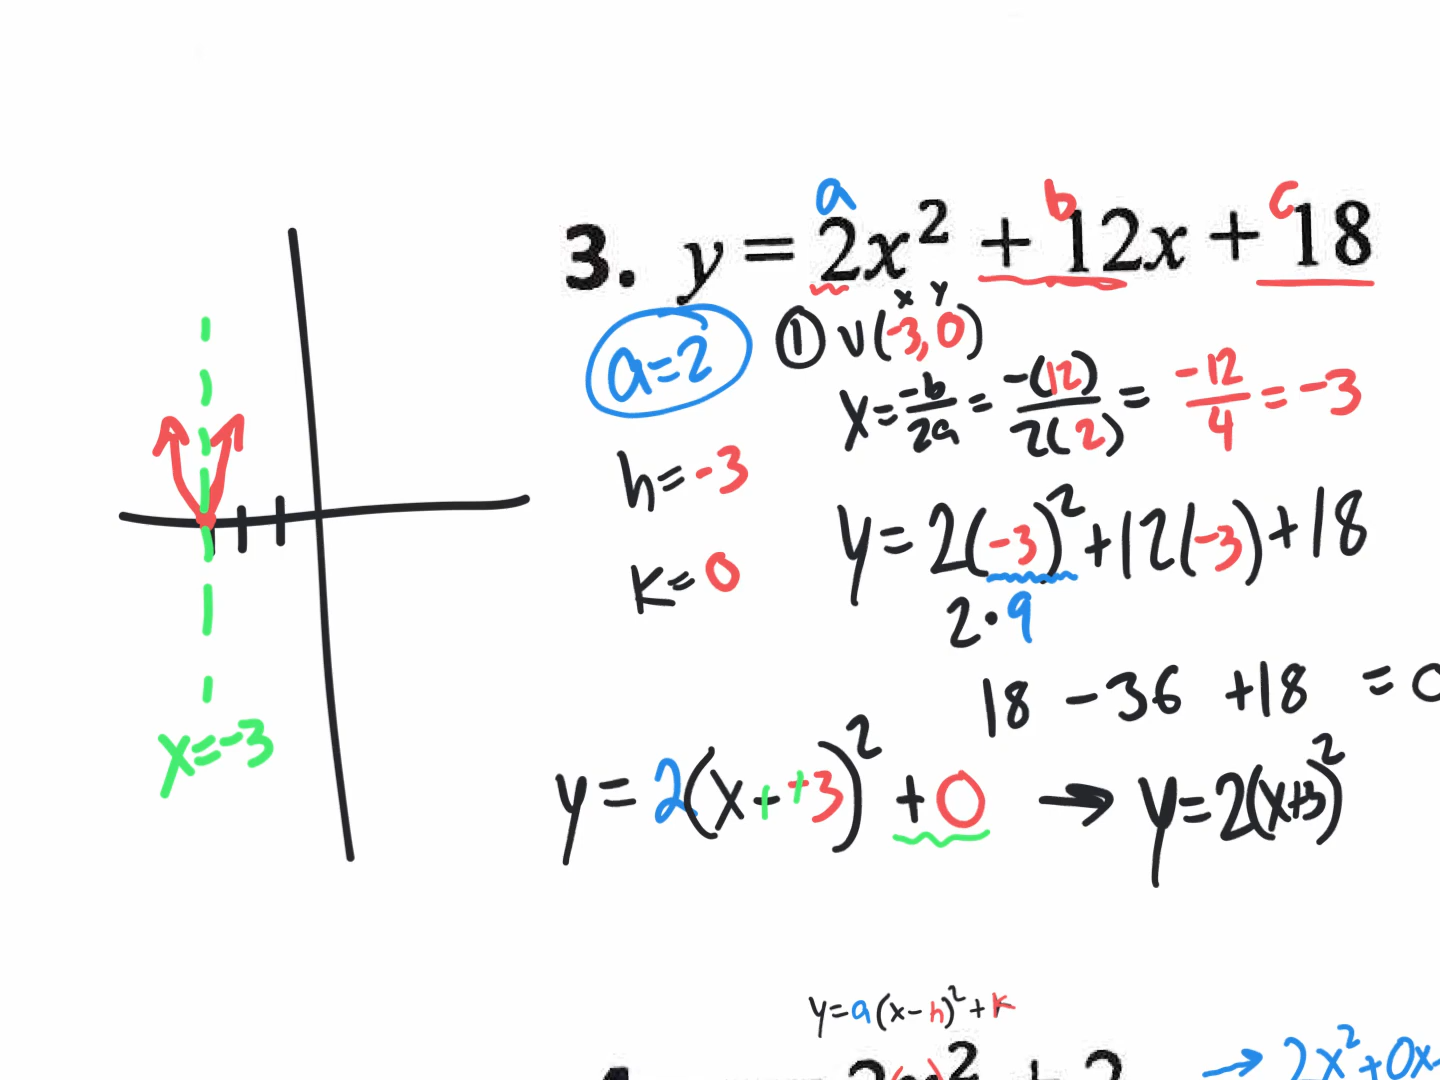 3. y = 2x² + 12x + 18
a b c
a=2
① V(-3, 0)
x y
x = -b/2a = -(12)/2(2) = -12/4 = -3
h = -3
y = 2(-3)² + 12(-3) + 18
k = 0
2 · 9
18 - 36 + 18 = 0
x = -3
y = 2(x + +3)² + 0 → y = 2(x+3)²
y = a(x - h)² + k
→ 2x² + 0x